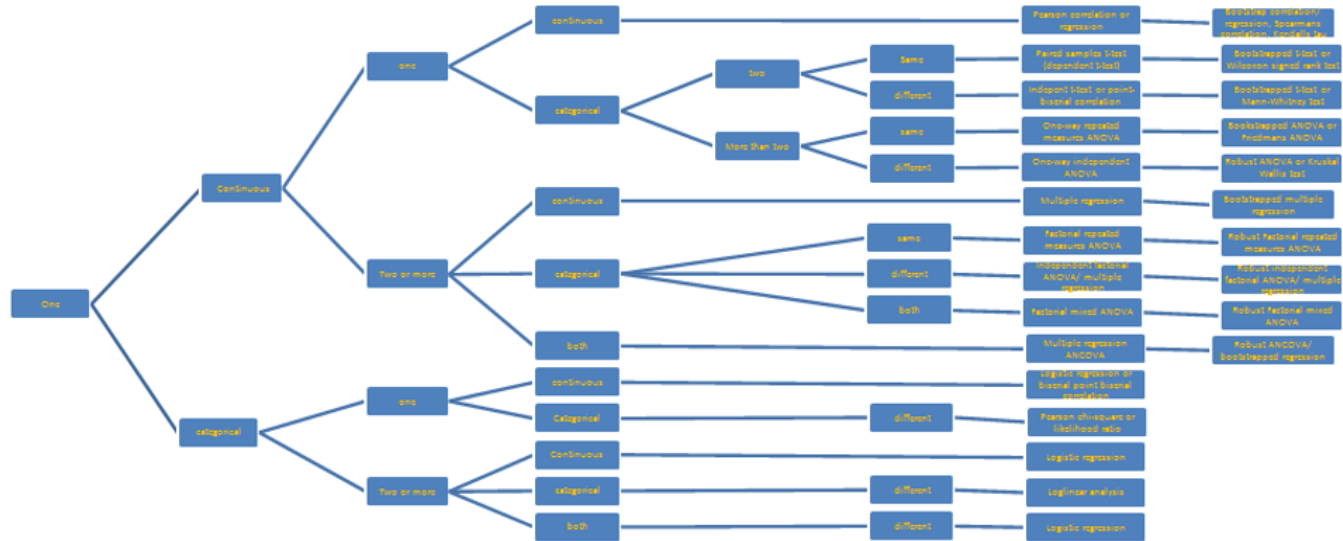 continuous
Pearson correlation or
regression
Bootstrap correlation/
regression, Spearmans
correlation, Kendalls tau
one
two
Same
Paired samples t-test
(dependent t-test)
Bootstrapped t-test or
Wilcoxon signed rank test
different
Indepent t-test or point-
biserial correlation
Bootstrapped t-test or
Mann-Whitney test
categorical
More than two
same
One-way repeated
measures ANOVA
Bookstrapped ANOVA or
Friedmans ANOVA
different
One-way independent
ANOVA
Robust ANOVA or Kruskal
Wallis test
Continuous
continuous
Multiple regression
Bootstrapped multiple
regression
Two or more
categorical
same
Factorial repeated
measures ANOVA
Robust Factorial repeated
measures ANOVA
different
Independent factorial
ANOVA/ multiple
regression
Robust independent
factorial ANOVA/ multiple
regression
both
Factorial mixed ANOVA
Robust Factorial mixed
ANOVA
both
Multiple regression
ANCOVA
Robust ANCOVA/
bootstrapped regression
One
categorical
one
continuous
Logistic regression or
biserial point biserial
correlation
Categorical
different
Pearson chi-square or
likelihood ratio
Two or more
Continuous
Logistic regression
categorical
different
Loglinear analysis
both
different
Logistic regression